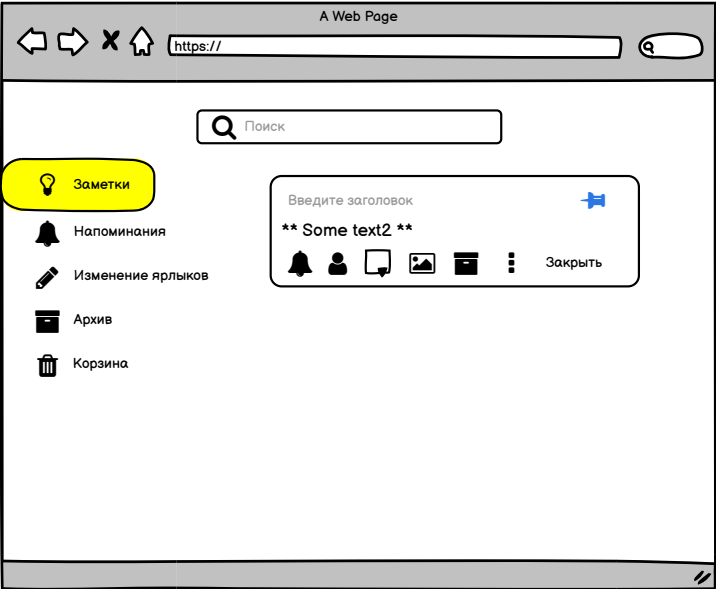 A Web Page
https://
Поиск
Заметки
Напоминания
Изменение ярлыков
Архив
Корзина
Введите заголовок
** Some text2 **
Закрыть